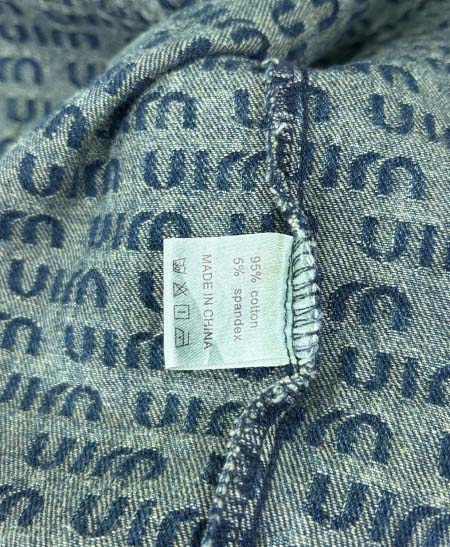 95% cotton
5% spandex
MADE IN CHINA